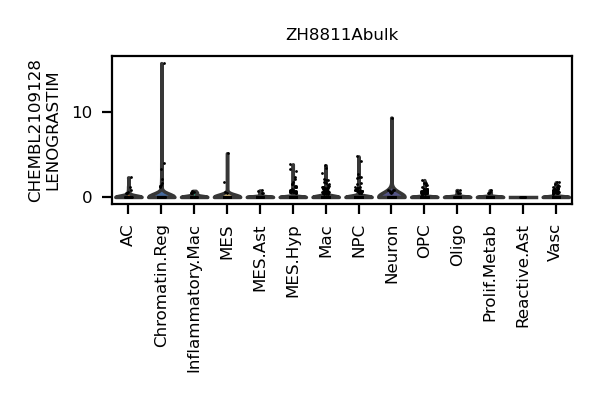 ZH8811Abulk
CHEMBL2109128
LENOGRASTIM
10
0
AC
Chromatin.Reg
Inflammatory.Mac
MES
MES.Ast
MES.Hyp
Mac
NPC
Neuron
OPC
Oligo
Prolif.Metab
Reactive.Ast
Vasc